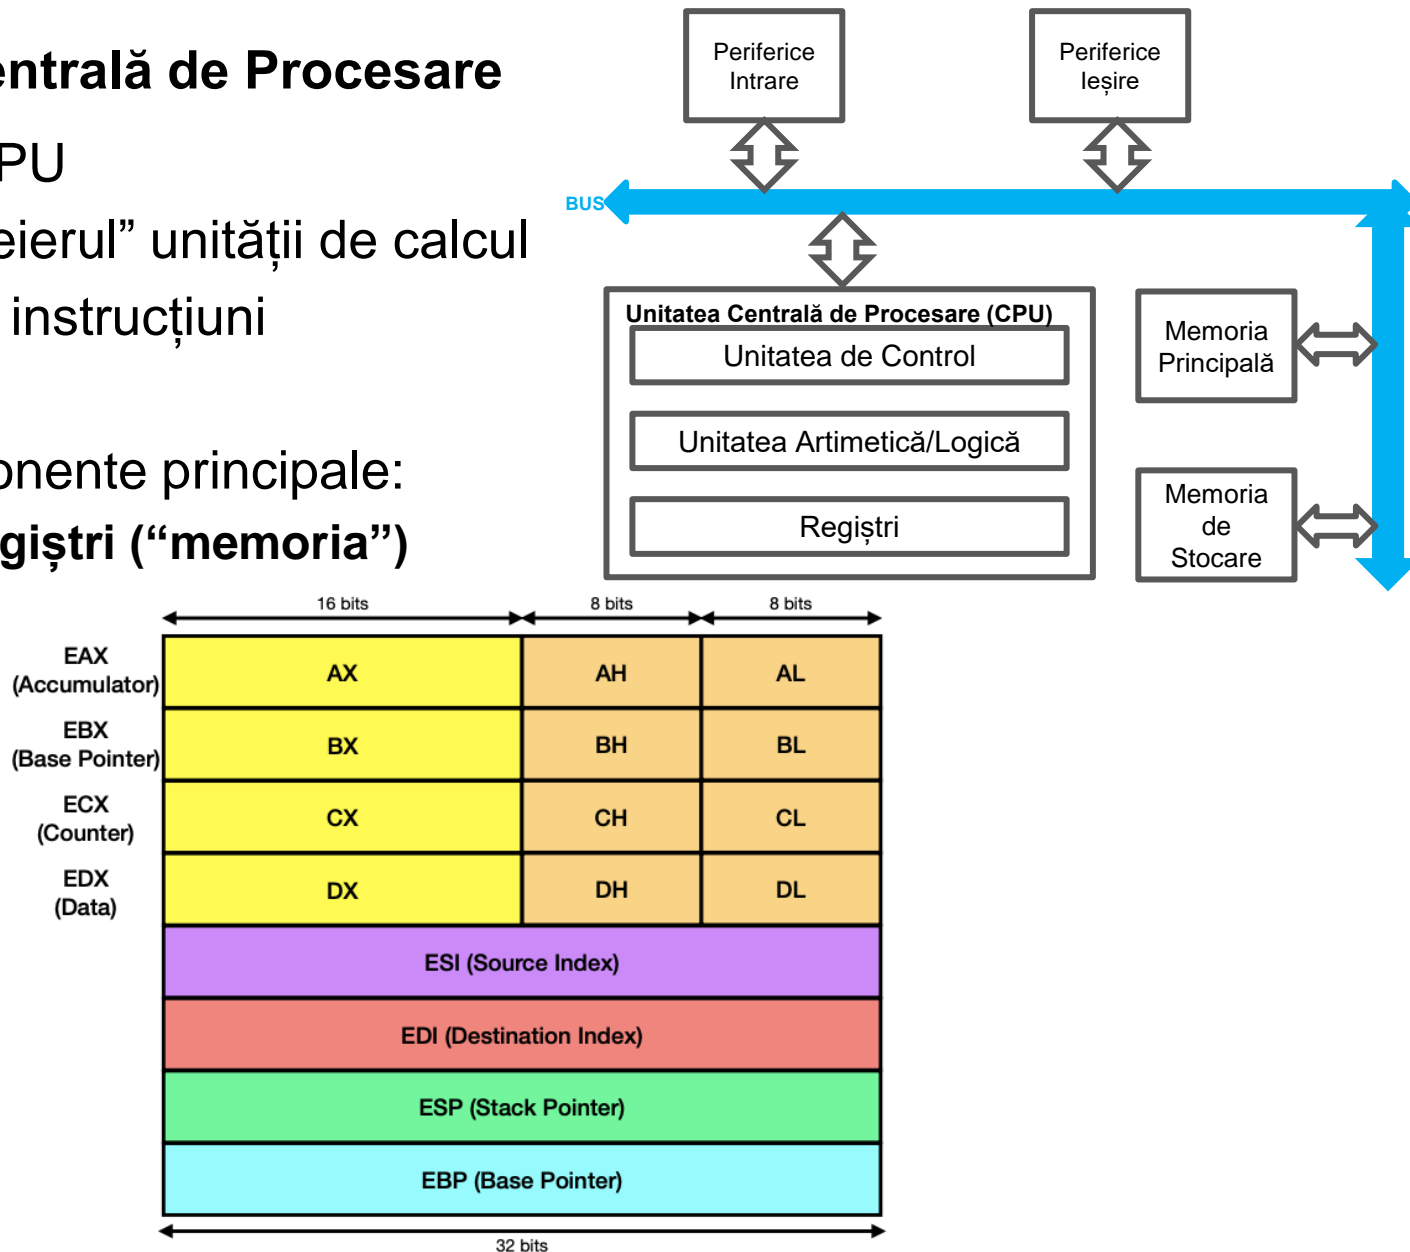 entrală de Procesare
PU
eierul” unității de calcul
instrucțiuni
onente principale:
giștri (“memoria”)
Periferice
Intrare
Periferice
Ieșire
BUS
Unitatea Centrală de Procesare (CPU)
Unitatea de Control
Unitatea Artimetică/Logică
Regiștri
Memoria
Principală
Memoria
de
Stocare
16 bits 8 bits 8 bits
EAX
(Accumulator)
AX AH AL
EBX
(Base Pointer)
BX BH BL
ECX
(Counter)
CX CH CL
EDX
(Data)
DX DH DL
ESI (Source Index)
EDI (Destination Index)
ESP (Stack Pointer)
EBP (Base Pointer)
32 bits